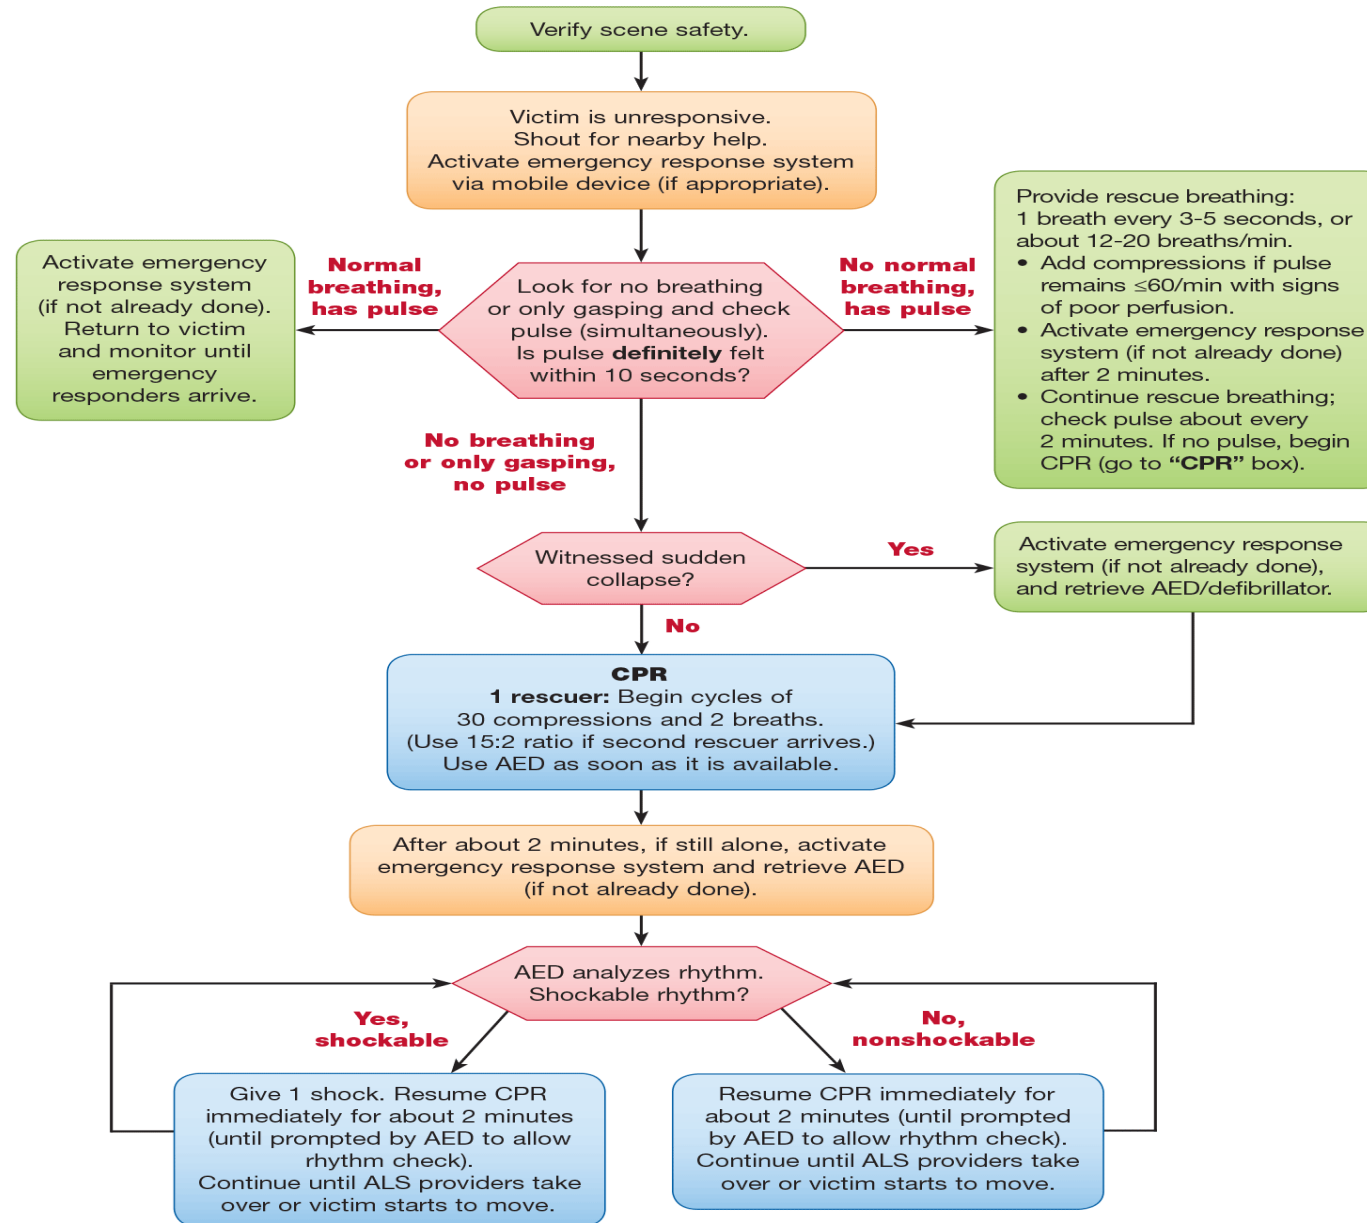 Verify scene safety.
Victim is unresponsive.
Shout for nearby help.
Activate emergency response system
via mobile device (if appropriate).
Activate emergency
response system
(if not already done).
Return to victim
and monitor until
emergency
responders arrive.
Normal
breathing,
has pulse
Look for no breathing
or only gasping and check
pulse (simultaneously).
Is pulse definitely felt
within 10 seconds?
No normal
breathing,
has pulse
Provide rescue breathing:
1 breath every 3-5 seconds, or
about 12-20 breaths/min.
• Add compressions if pulse
remains ≤60/min with signs
of poor perfusion.
• Activate emergency response
system (if not already done)
after 2 minutes.
• Continue rescue breathing;
check pulse about every
2 minutes. If no pulse, begin
CPR (go to “CPR” box).
No breathing
or only gasping,
no pulse
Witnessed sudden
collapse?
Yes
Activate emergency response
system (if not already done),
and retrieve AED/defibrillator.
No
CPR
1 rescuer: Begin cycles of
30 compressions and 2 breaths.
(Use 15:2 ratio if second rescuer arrives.)
Use AED as soon as it is available.
After about 2 minutes, if still alone, activate
emergency response system and retrieve AED
(if not already done).
AED analyzes rhythm.
Shockable rhythm?
Yes,
shockable
No,
nonshockable
Give 1 shock. Resume CPR
immediately for about 2 minutes
(until prompted by AED to allow
rhythm check).
Continue until ALS providers take
over or victim starts to move.
Resume CPR immediately for
about 2 minutes (until prompted
by AED to allow rhythm check).
Continue until ALS providers take
over or victim starts to move.